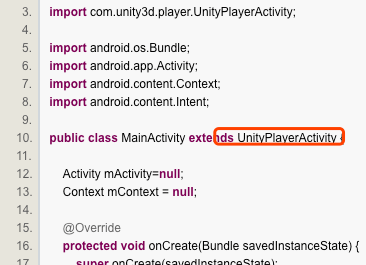 3. import com.unity3d.player.UnityPlayerActivity;
4.
5. import android.os.Bundle;
6. import android.app.Activity;
7. import android.content.Context;
8. import android.content.Intent;
9.
10. public class MainActivity extends UnityPlayerActivity {
11.
12. Activity mActivity=null;
13. Context mContext = null;
14.
15. @Override
16. protected void onCreate(Bundle savedInstanceState) {
17. super.onCreate(savedInstanceState);